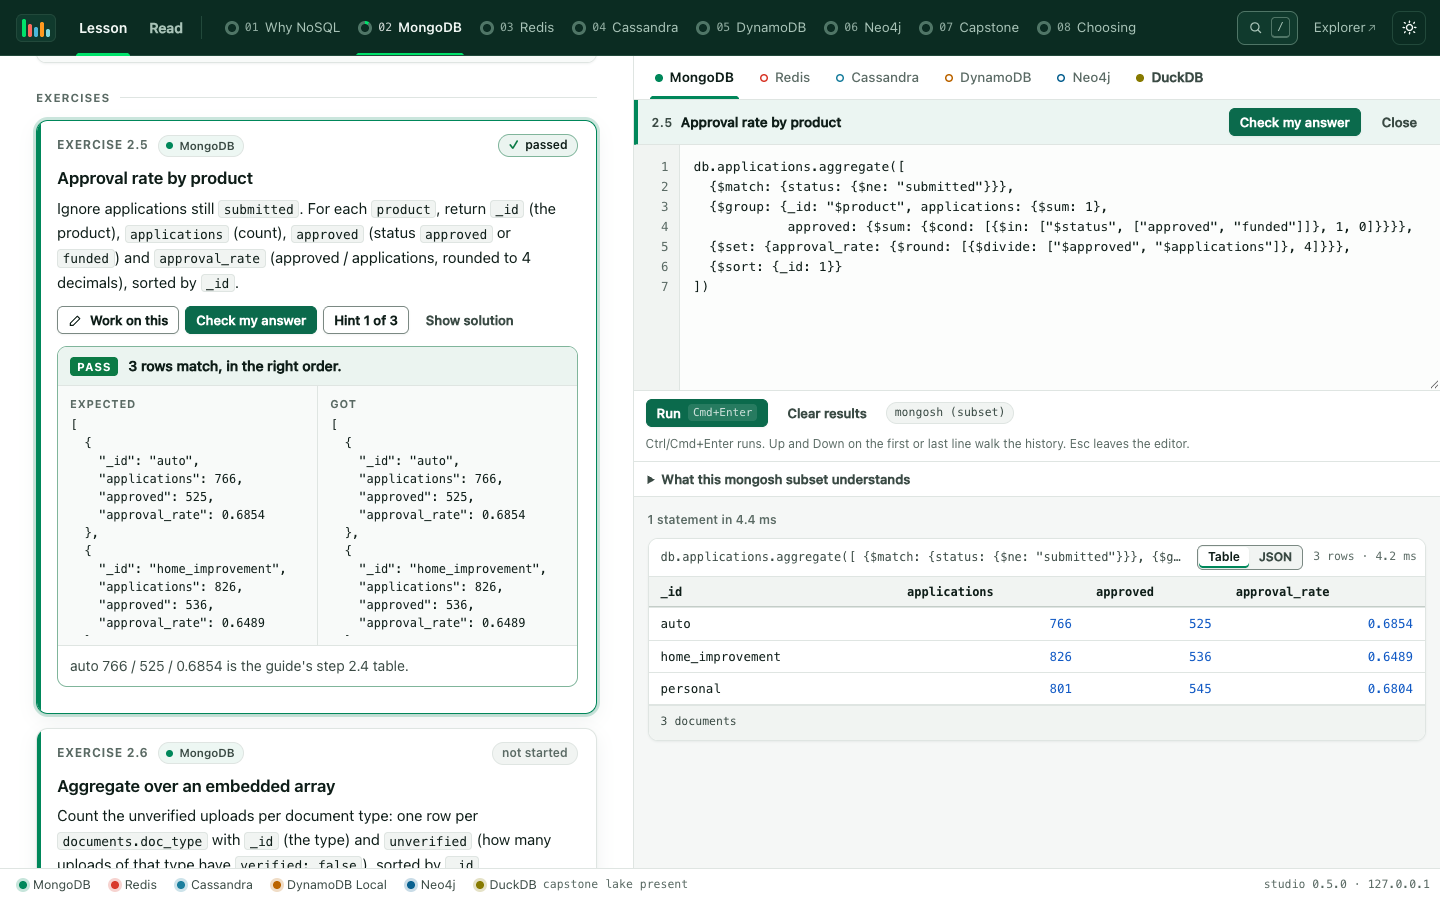 Lesson
Read
01 Why NoSQL
02 MongoDB
03 Redis
04 Cassandra
05 DynamoDB
06 Neo4j
07 Capstone
08 Choosing
/
Explorer↗
EXERCISES
EXERCISE 2.5
MongoDB
✓ passed
Approval rate by product
Ignore applications still submitted. For each product, return _id (the
product), applications (count), approved (status approved or
funded) and approval_rate (approved / applications, rounded to 4
decimals), sorted by _id.
Work on this
Check my answer
Hint 1 of 3
Show solution
PASS 3 rows match, in the right order.
EXPECTED
[
  {
    "_id": "auto",
    "applications": 766,
    "approved": 525,
    "approval_rate": 0.6854
  },
  {
    "_id": "home_improvement",
    "applications": 826,
    "approved": 536,
    "approval_rate": 0.6489
GOT
[
  {
    "_id": "auto",
    "applications": 766,
    "approved": 525,
    "approval_rate": 0.6854
  },
  {
    "_id": "home_improvement",
    "applications": 826,
    "approved": 536,
    "approval_rate": 0.6489
auto 766 / 525 / 0.6854 is the guide's step 2.4 table.
EXERCISE 2.6
MongoDB
not started
Aggregate over an embedded array
Count the unverified uploads per document type: one row per
documents.doc_type with _id (the type) and unverified (how many
uploads of that type have verified: false), sorted by _id
MongoDB
Redis
Cassandra
DynamoDB
Neo4j
DuckDB
2.5 Approval rate by product
Check my answer
Close
1 db.applications.aggregate([
2   {$match: {status: {$ne: "submitted"}}},
3   {$group: {_id: "$product", applications: {$sum: 1},
4             approved: {$sum: {$cond: [{$in: ["$status", ["approved", "funded"]]}, 1, 0]}}}},
5   {$set: {approval_rate: {$round: [{$divide: ["$approved", "$applications"]}, 4]}}},
6   {$sort: {_id: 1}}
7 ])
Run Cmd+Enter
Clear results
mongosh (subset)
Ctrl/Cmd+Enter runs. Up and Down on the first or last line walk the history. Esc leaves the editor.
▶ What this mongosh subset understands
1 statement in 4.4 ms
db.applications.aggregate([ {$match: {status: {$ne: "submitted"}}}, {$g…
Table
JSON
3 rows · 4.2 ms
_id applications approved approval_rate
auto 766 525 0.6854
home_improvement 826 536 0.6489
personal 801 545 0.6804
3 documents
MongoDB
Redis
Cassandra
DynamoDB Local
Neo4j
DuckDB capstone lake present
studio 0.5.0 · 127.0.0.1